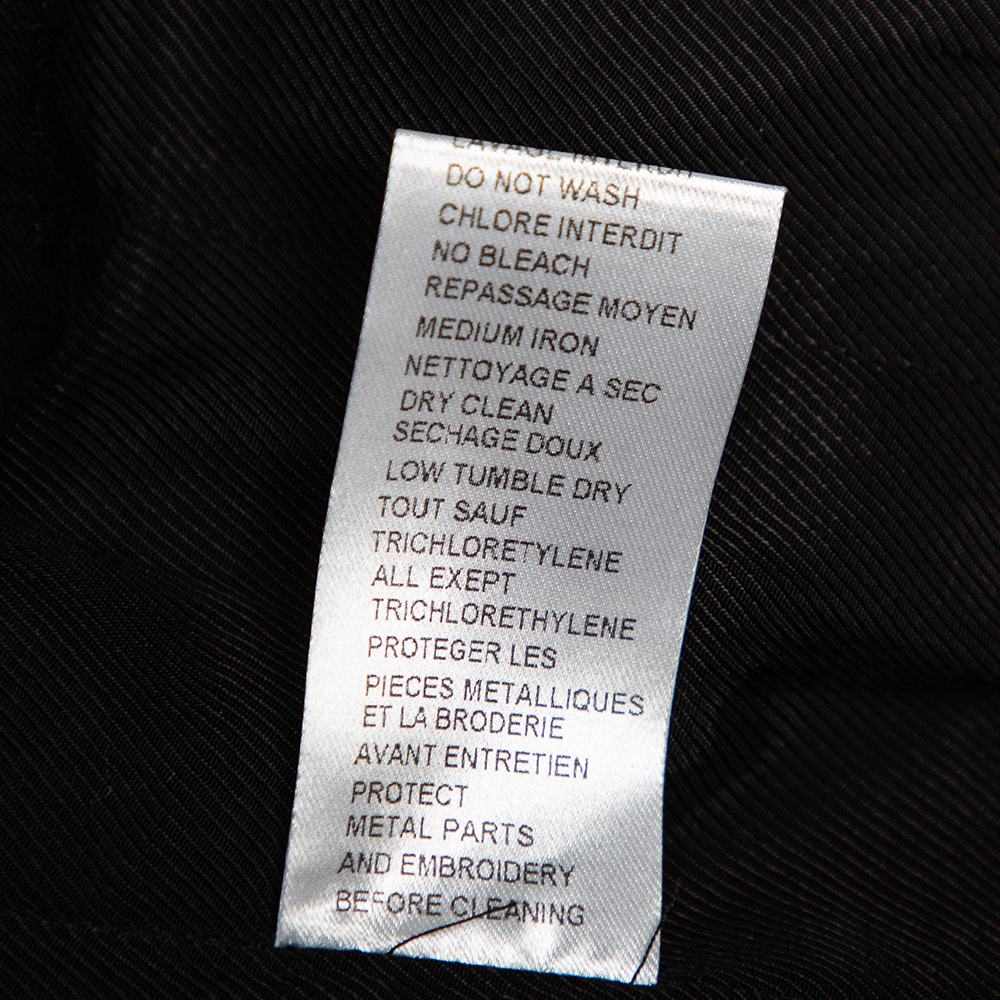 LAVAGE INTERDIT
DO NOT WASH
CHLORE INTERDIT
NO BLEACH
REPASSAGE MOYEN
MEDIUM IRON
NETTOYAGE A SEC
DRY CLEAN
SECHAGE DOUX
LOW TUMBLE DRY
TOUT SAUF
TRICHLORETYLENE
ALL EXEPT
TRICHLORETHYLENE
PROTEGER LES
PIECES METALLIQUES
ET LA BRODERIE
AVANT ENTRETIEN
PROTECT
METAL PARTS
AND EMBROIDERY
BEFORE CLEANING